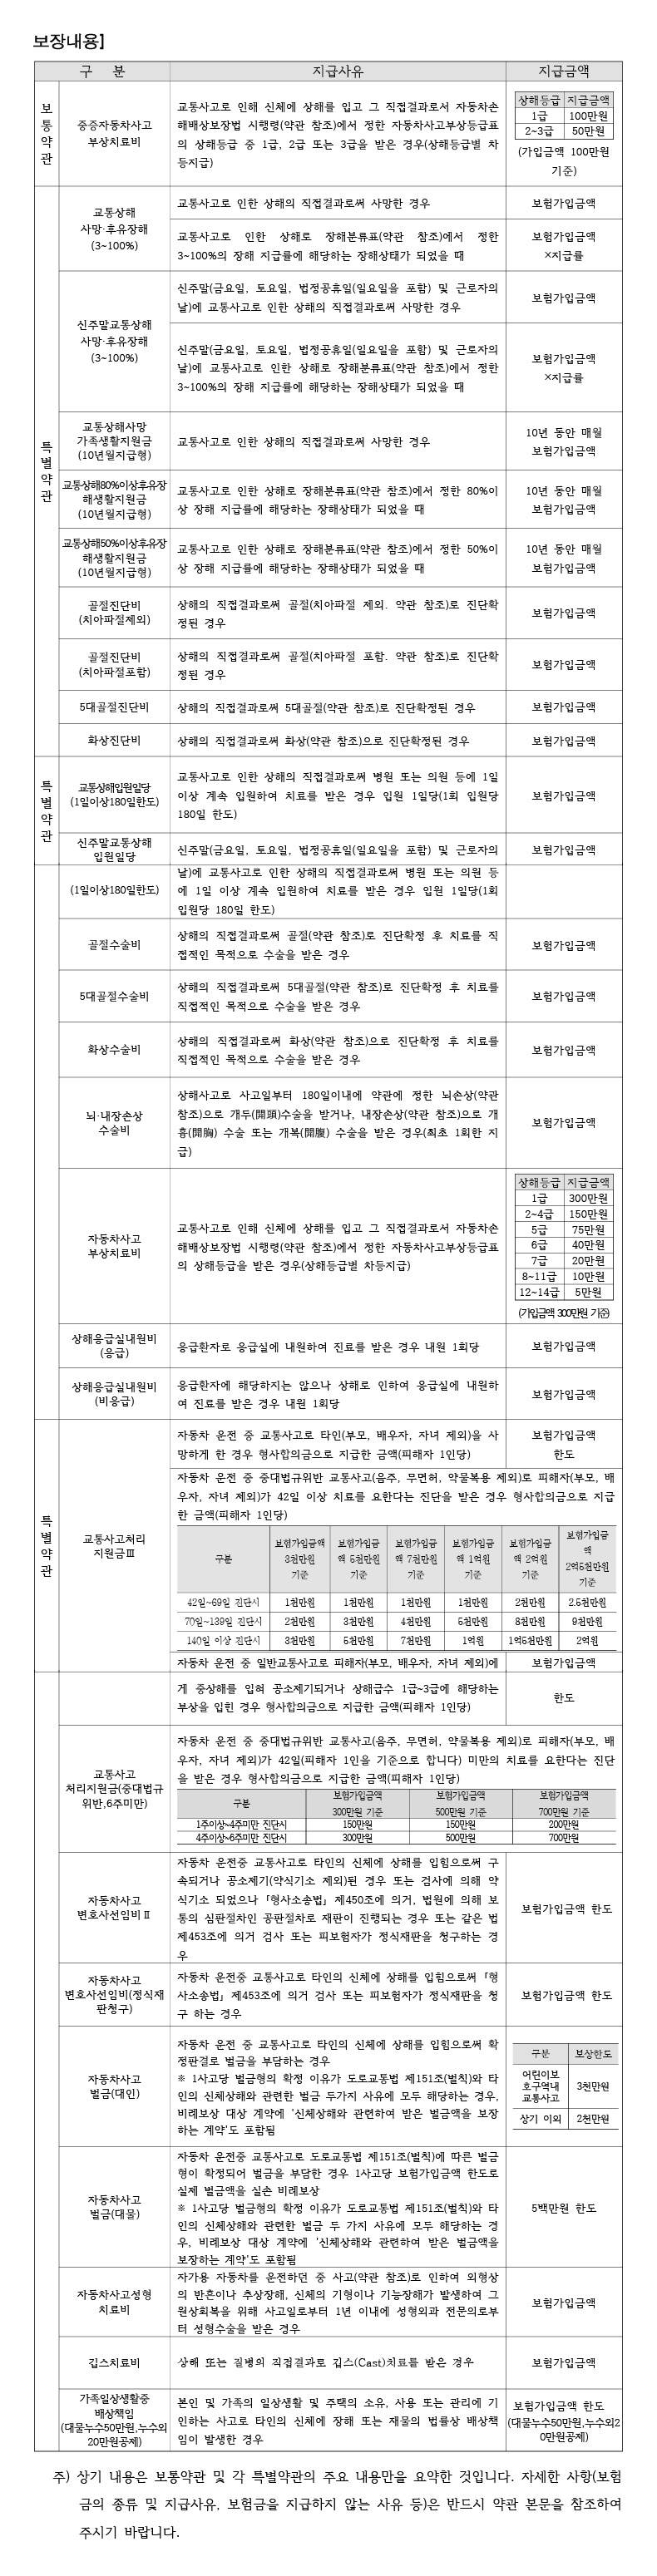 보장내용]
구 분 지급사유 지급금액
보통약관
중증자동차사고
부상치료비
교통사고로 인해 신체에 상해를 입고 그 직접결과로서 자동차손
해배상보장법 시행령(약관 참조)에서 정한 자동차사고부상등급표
의 상해등급 중 1급, 2급 또는 3급을 받은 경우(상해등급별 차
등지급)
상해등급 지급금액
1급 100만원
2~3급 50만원
(가입금액 100만원
기준)
특별약관
교통상해
사망·후유장해
(3~100%)
교통사고로 인한 상해의 직접결과로써 사망한 경우
보험가입금액
교통사고로 인한 상해로 장해분류표(약관 참조)에서 정한
3~100%의 장해 지급률에 해당하는 장해상태가 되었을 때
보험가입금액
×지급률
신주말교통상해
사망·후유장해
(3~100%)
신주말(금요일, 토요일, 법정공휴일(일요일을 포함) 및 근로자의
날)에 교통사고로 인한 상해의 직접결과로써 사망한 경우
보험가입금액
신주말(금요일, 토요일, 법정공휴일(일요일을 포함) 및 근로자의
날)에 교통사고로 인한 상해로 장해분류표(약관 참조)에서 정한
3~100%의 장해 지급률에 해당하는 장해상태가 되었을 때
보험가입금액
×지급률
교통상해사망
가족생활지원금
(10년월지급형)
교통사고로 인한 상해의 직접결과로써 사망한 경우
10년 동안 매월
보험가입금액
교통상해80%이상후유장
해생활지원금
(10년월지급형)
교통사고로 인한 상해로 장해분류표(약관 참조)에서 정한 80%이
상 장해 지급률에 해당하는 장해상태가 되었을 때
10년 동안 매월
보험가입금액
교통상해50%이상후유장
해생활지원금
(10년월지급형)
교통사고로 인한 상해로 장해분류표(약관 참조)에서 정한 50%이
상 장해 지급률에 해당하는 장해상태가 되었을 때
10년 동안 매월
보험가입금액
골절진단비
(치아파절제외)
상해의 직접결과로써 골절(치아파절 제외. 약관 참조)로 진단확
정된 경우
보험가입금액
골절진단비
(치아파절포함)
상해의 직접결과로써 골절(치아파절 포함. 약관 참조)로 진단확
정된 경우
보험가입금액
5대골절진단비
상해의 직접결과로써 5대골절(약관 참조)로 진단확정된 경우
보험가입금액
화상진단비
상해의 직접결과로써 화상(약관 참조)으로 진단확정된 경우
보험가입금액
특별약관
교통상해입원일당
(1일이상180일한도)
교통사고로 인한 상해의 직접결과로써 병원 또는 의원 등에 1일
이상 계속 입원하여 치료를 받은 경우 입원 1일당(1회 입원당
180일 한도)
보험가입금액
신주말교통상해
입원일당
신주말(금요일, 토요일, 법정공휴일(일요일을 포함) 및 근로자의
보험가입금액
(1일이상180일한도)
날)에 교통사고로 인한 상해의 직접결과로써 병원 또는 의원 등
에 1일 이상 계속 입원하여 치료를 받은 경우 입원 1일당(1회
입원당 180일 한도)
골절수술비
상해의 직접결과로써 골절(약관 참조)로 진단확정 후 치료를 직
접적인 목적으로 수술을 받은 경우
보험가입금액
5대골절수술비
상해의 직접결과로써 5대골절(약관 참조)로 진단확정 후 치료를
직접적인 목적으로 수술을 받은 경우
보험가입금액
화상수술비
상해의 직접결과로써 화상(약관 참조)으로 진단확정 후 치료를
직접적인 목적으로 수술을 받은 경우
보험가입금액
뇌·내장손상
수술비
상해사고로 사고일부터 180일이내에 약관에 정한 뇌손상(약관
참조)으로 개두(開頭)수술을 받거나, 내장손상(약관 참조)으로 개
흉(開胸) 수술 또는 개복(開腹) 수술을 받은 경우(최초 1회한 지
급)
보험가입금액
자동차사고
부상치료비
교통사고로 인해 신체에 상해를 입고 그 직접결과로서 자동차손
해배상보장법 시행령(약관 참조)에서 정한 자동차사고부상등급표
의 상해등급을 받은 경우(상해등급별 차등지급)
상해등급 지급금액
1급 300만원
2~4급 150만원
5급 75만원
6급 40만원
7급 20만원
8~11급 10만원
12~14급 5만원
(가입금액 300만원 기준)
상해응급실내원비
(응급)
응급환자로 응급실에 내원하여 진료를 받은 경우 내원 1회당
보험가입금액
상해응급실내원비
(비응급)
응급환자에 해당하지는 않으나 상해로 인하여 응급실에 내원하
여 진료를 받은 경우 내원 1회당
보험가입금액
특별약관
교통사고처리
지원금Ⅲ
자동차 운전 중 교통사고로 타인(부모, 배우자, 자녀 제외)을 사
망하게 한 경우 형사합의금으로 지급한 금액(피해자 1인당)
보험가입금액
한도
자동차 운전 중 중대법규위반 교통사고(음주, 무면허, 약물복용 제외)로 피해자(부모, 배
우자, 자녀 제외)가 42일 이상 치료를 요한다는 진단을 받은 경우 형사합의금으로 지급
한 금액(피해자 1인당)
구분 보험가입금액 3천만원 기준 보험가입금액 5천만원 기준 보험가입금액 7천만원 기준 보험가입금액 1억원 기준 보험가입금액 2억원 기준 보험가입금액 2억5천만원 기준
42일~69일 진단시 1천만원 1천만원 1천만원 1천만원 2천만원 2.5천만원
70일~139일 진단시 2천만원 3천만원 4천만원 5천만원 8천만원 9천만원
140일 이상 진단시 3천만원 5천만원 7천만원 1억원 1억5천만원 2억원
자동차 운전 중 일반교통사고로 피해자(부모, 배우자, 자녀 제외)에
보험가입금액
게 중상해를 입혀 공소제기되거나 상해급수 1급~3급에 해당하는
부상을 입힌 경우 형사합의금으로 지급한 금액(피해자 1인당)
한도
교통사고
처리지원금(중대법규
위반,6주미만)
자동차 운전 중 중대법규위반 교통사고(음주, 무면허, 약물복용 제외)로 피해자(부모, 배
우자, 자녀 제외)가 42일(피해자 1인을 기준으로 합니다) 미만의 치료를 요한다는 진단
을 받은 경우 형사합의금으로 지급한 금액(피해자 1인당)
구분 보험가입금액 300만원 기준 보험가입금액 500만원 기준 보험가입금액 700만원 기준
1주이상~4주미만 진단시 150만원 150만원 200만원
4주이상~6주미만 진단시 300만원 500만원 700만원
자동차사고
변호사선임비Ⅱ
자동차 운전중 교통사고로 타인의 신체에 상해를 입힘으로써 구
속되거나 공소제기(약식기소 제외)된 경우 또는 검사에 의해 약
식기소 되었으나 「형사소송법」 제450조에 의거, 법원에 의해 보
통의 심판절차인 공판절차로 재판이 진행되는 경우 또는 같은 법
제453조에 의거 검사 또는 피보험자가 정식재판을 청구하는 경
우
보험가입금액 한도
자동차사고
변호사선임비(정식재
판청구)
자동차 운전중 교통사고로 타인의 신체에 상해를 입힘으로써 「형
사소송법」 제453조에 의거 검사 또는 피보험자가 정식재판을 청
구 하는 경우
보험가입금액 한도
자동차사고
벌금(대인)
자동차 운전 중 교통사고로 타인의 신체에 상해를 입힘으로써 확
정판결로 벌금을 부담하는 경우
※ 1사고당 벌금형의 확정 이유가 도로교통법 제151조(벌칙)와 타
인의 신체상해와 관련한 벌금 두가지 사유에 모두 해당하는 경우,
비례보상 대상 계약에 '신체상해와 관련하여 받은 벌금액을 보장
하는 계약'도 포함됨
구분 보상한도
어린이보호구역내 교통사고 3천만원
상기 이외 2천만원
자동차사고
벌금(대물)
자동차 운전중 교통사고로 도로교통법 제151조(벌칙)에 따른 벌금
형이 확정되어 벌금을 부담한 경우 1사고당 보험가입금액 한도로
실제 벌금액을 실손 비례보상
※ 1사고당 벌금형의 확정 이유가 도로교통법 제151조(벌칙)와 타
인의 신체상해와 관련한 벌금 두 가지 사유에 모두 해당하는 경
우, 비례보상 대상 계약에 '신체상해와 관련하여 받은 벌금액을
보장하는 계약'도 포함됨
5백만원 한도
자동차사고성형
치료비
자가용 자동차를 운전하던 중 사고(약관 참조)로 인하여 외형상
의 반흔이나 추상장해, 신체의 기형이나 기능장해가 발생하여 그
원상회복을 위해 사고일로부터 1년 이내에 성형외과 전문의로부
터 성형수술을 받은 경우
보험가입금액
깁스치료비
상해 또는 질병의 직접결과로 깁스(Cast)치료를 받은 경우
보험가입금액
가족일상생활중
배상책임
(대물누수50만원,누수외
20만원공제)
본인 및 가족의 일상생활 및 주택의 소유, 사용 또는 관리에 기
인하는 사고로 타인의 신체에 장해 또는 재물의 법률상 배상책
임이 발생한 경우
보험가입금액 한도
(대물누수50만원,누수외2
0만원공제)
주) 상기 내용은 보통약관 및 각 특별약관의 주요 내용만을 요약한 것입니다. 자세한 사항(보험
금의 종류 및 지급사유, 보험금을 지급하지 않는 사유 등)은 반드시 약관 본문을 참조하여
주시기 바랍니다.